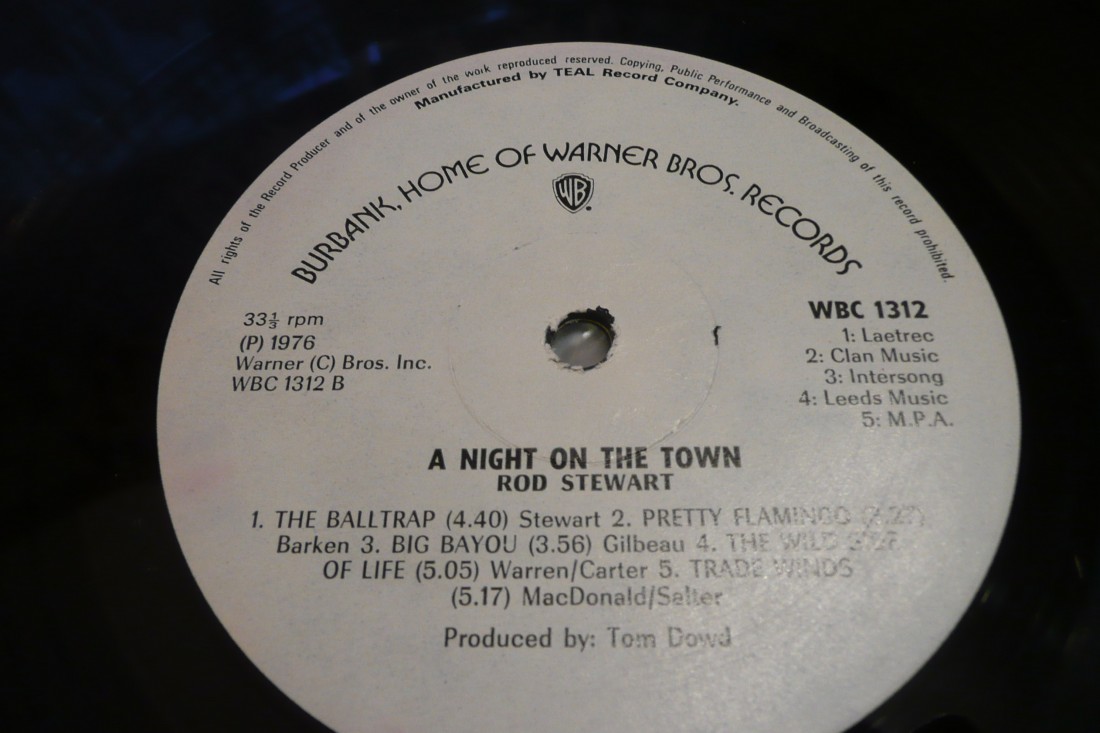 All rights of the Record Producer and of the owner of the work reproduced reserved. Copying, Public Performance and Broadcasting of this record prohibited.
Manufactured by TEAL Record Company.
BURBANK, HOME OF WARNER BROS. RECORDS
WB
33⅓ rpm
(P) 1976
Warner (C) Bros. Inc.
WBC 1312 B
WBC 1312
1: Laetrec
2: Clan Music
3: Intersong
4: Leeds Music
5: M.P.A.
A NIGHT ON THE TOWN
ROD STEWART
1. THE BALLTRAP (4.40) Stewart 2. PRETTY FLAMINGO
Barken 3. BIG BAYOU (3.56) Gilbeau 4. THE WILD SIDE
OF LIFE (5.05) Warren/Carter 5. TRADE WINDS
(5.17) MacDonald/Salter
Produced by: Tom Dowd